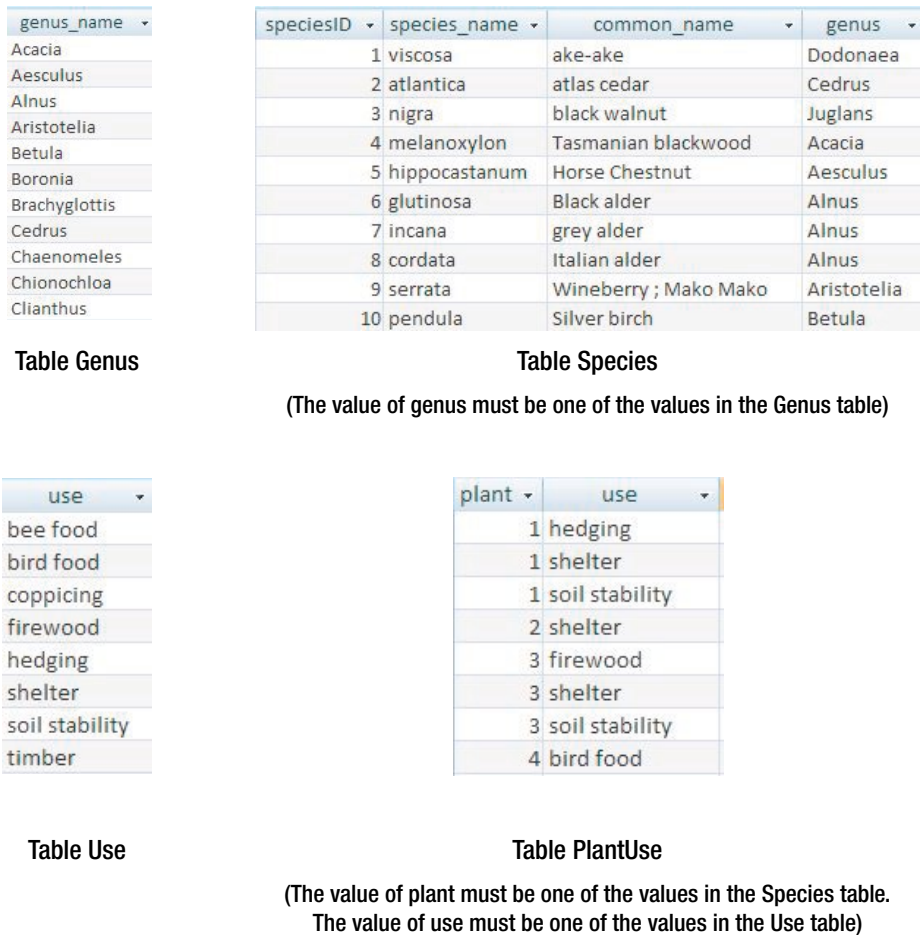 genus_name
Acacia
Aesculus
Alnus
Aristotelia
Betula
Boronia
Brachyglottis
Cedrus
Chaenomeles
Chionochloa
Clianthus
Table Genus
speciesID species_name common_name genus
1 viscosa ake-ake Dodonaea
2 atlantica atlas cedar Cedrus
3 nigra black walnut Juglans
4 melanoxylon Tasmanian blackwood Acacia
5 hippocastanum Horse Chestnut Aesculus
6 glutinosa Black alder Alnus
7 incana grey alder Alnus
8 cordata Italian alder Alnus
9 serrata Wineberry ; Mako Mako Aristotelia
10 pendula Silver birch Betula
Table Species
(The value of genus must be one of the values in the Genus table)
use
bee food
bird food
coppicing
firewood
hedging
shelter
soil stability
timber
Table Use
plant use
1 hedging
1 shelter
1 soil stability
2 shelter
3 firewood
3 shelter
3 soil stability
4 bird food
Table PlantUse
(The value of plant must be one of the values in the Species table.
The value of use must be one of the values in the Use table)